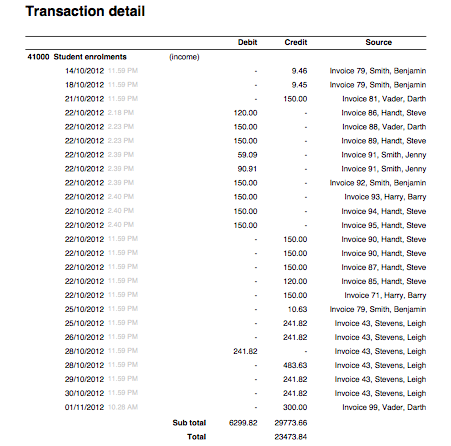 Transaction detail
Debit Credit Source
41000 Student enrolments (income)
14/10/2012 11.59 PM - 9.46 Invoice 79, Smith, Benjamin
18/10/2012 11.59 PM - 9.45 Invoice 79, Smith, Benjamin
21/10/2012 11.59 PM - 150.00 Invoice 81, Vader, Darth
22/10/2012 2.18 PM 120.00 - Invoice 86, Handt, Steve
22/10/2012 2.23 PM 150.00 - Invoice 88, Vader, Darth
22/10/2012 2.23 PM 150.00 - Invoice 89, Handt, Steve
22/10/2012 2.39 PM 59.09 - Invoice 91, Smith, Jenny
22/10/2012 2.39 PM 90.91 - Invoice 91, Smith, Jenny
22/10/2012 2.39 PM 150.00 - Invoice 92, Smith, Benjamin
22/10/2012 2.40 PM 150.00 - Invoice 93, Harry, Barry
22/10/2012 2.40 PM 150.00 - Invoice 94, Handt, Steve
22/10/2012 2.40 PM 150.00 - Invoice 95, Handt, Steve
22/10/2012 11.59 PM - 150.00 Invoice 90, Handt, Steve
22/10/2012 11.59 PM - 150.00 Invoice 90, Handt, Steve
22/10/2012 11.59 PM - 150.00 Invoice 87, Handt, Steve
22/10/2012 11.59 PM - 120.00 Invoice 85, Handt, Steve
22/10/2012 11.59 PM - 150.00 Invoice 71, Harry, Barry
25/10/2012 11.59 PM - 10.63 Invoice 79, Smith, Benjamin
25/10/2012 11.59 PM - 241.82 Invoice 43, Stevens, Leigh
26/10/2012 11.59 PM - 241.82 Invoice 43, Stevens, Leigh
28/10/2012 11.59 PM 241.82 - Invoice 43, Stevens, Leigh
28/10/2012 11.59 PM - 483.63 Invoice 43, Stevens, Leigh
29/10/2012 11.59 PM - 241.82 Invoice 43, Stevens, Leigh
30/10/2012 11.59 PM - 241.82 Invoice 43, Stevens, Leigh
01/11/2012 10.28 AM - 300.00 Invoice 99, Vader, Darth
Sub total 6299.82 29773.66
Total 23473.84